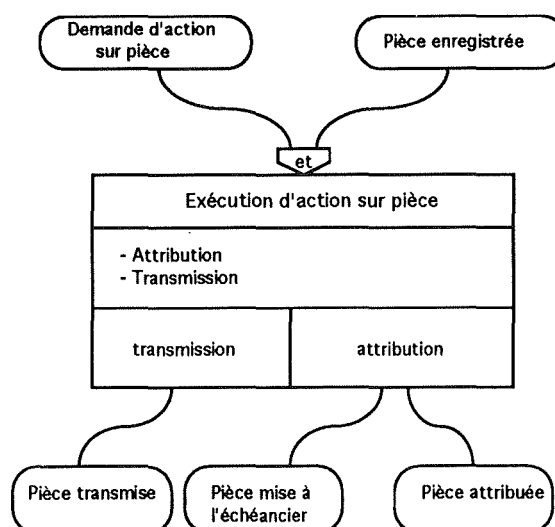 Demande d'action
sur pièce
Pièce enregistrée
et
Exécution d'action sur pièce
- Attribution
- Transmission
transmission
attribution
Pièce transmise
Pièce mise à
l'échéancier
Pièce attribuée